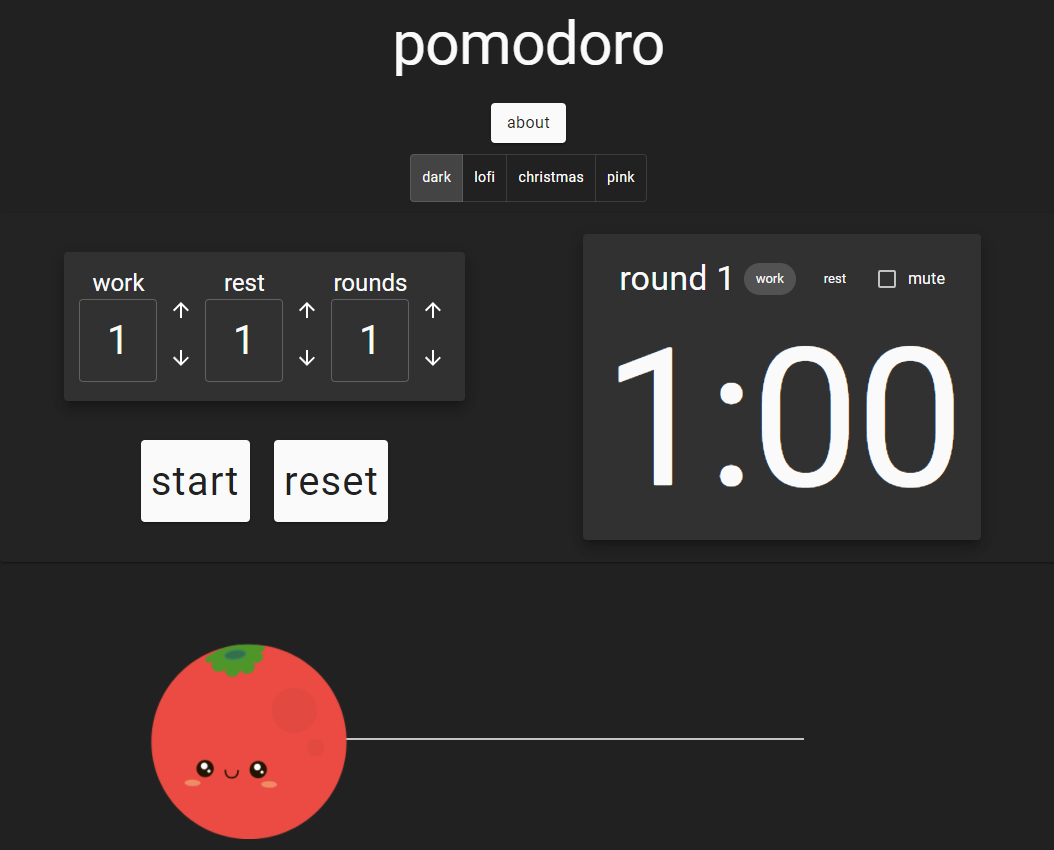 pomodoro
about
dark lofi christmas pink
work rest rounds
1 1 1
start reset
round 1 work rest mute
1:00